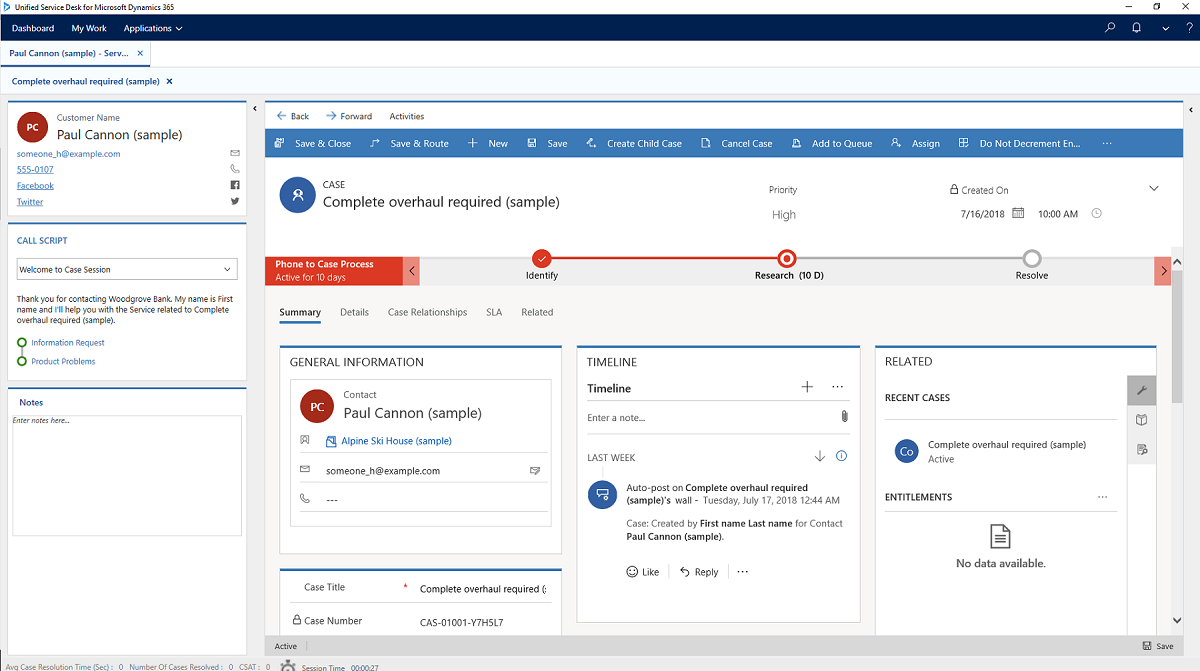 Unified Service Desk for Microsoft Dynamics 365
Dashboard My Work Applications
Paul Cannon (sample) - Serv...
Complete overhaul required (sample)
PC
Customer Name
Paul Cannon (sample)
someone_h@example.com
555-0107
Facebook
Twitter
CALL SCRIPT
Welcome to Case Session
Thank you for contacting Woodgrove Bank. My name is First
name and I'll help you with the Service related to Complete
overhaul required (sample).
Information Request
Product Problems
Notes
Enter notes here...
Back Forward Activities
Save & Close Save & Route New Save Create Child Case Cancel Case Add to Queue Assign Do Not Decrement En... ...
CASE
Complete overhaul required (sample)
Priority
High
Created On
7/16/2018 10:00 AM
Phone to Case Process
Active for 10 days
Identify
Research (10 D)
Resolve
Summary Details Case Relationships SLA Related
GENERAL INFORMATION
PC
Contact
Paul Cannon (sample)
Alpine Ski House (sample)
someone_h@example.com
---
Case Title * Complete overhaul required (s
Case Number CAS-01001-Y7H5L7
TIMELINE
Timeline
...
Enter a note...
LAST WEEK
Auto-post on Complete overhaul required
(sample)'s wall - Tuesday, July 17, 2018 12:44 AM
Case: Created by First name Last name for Contact
Paul Cannon (sample).
Like Reply ...
RELATED
RECENT CASES
Co
Complete overhaul required (sample)
Active
ENTITLEMENTS ...
No data available.
Active
Save
Avg Case Resolution Time (Sec) : 0 Number Of Cases Resolved : 0 CSAT : 0 Session Time 00:00:27